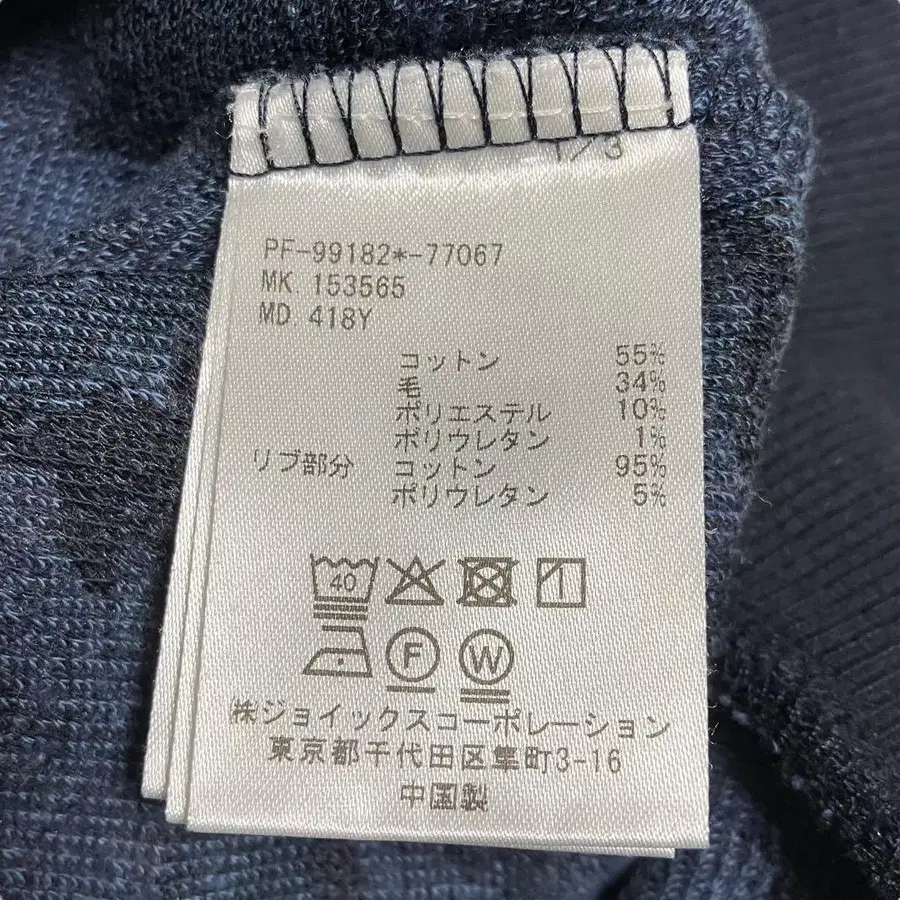 1/3
PF-99182*-77067
MK. 153565
MD. 418Y
コットン 55%
毛 34%
ポリエステル 10%
ポリウレタン 1%
リブ部分 コットン 95%
ポリウレタン 5%
40
F W
㈱ジョイックスコーポレーション
東京都千代田区隼町3-16
中国製